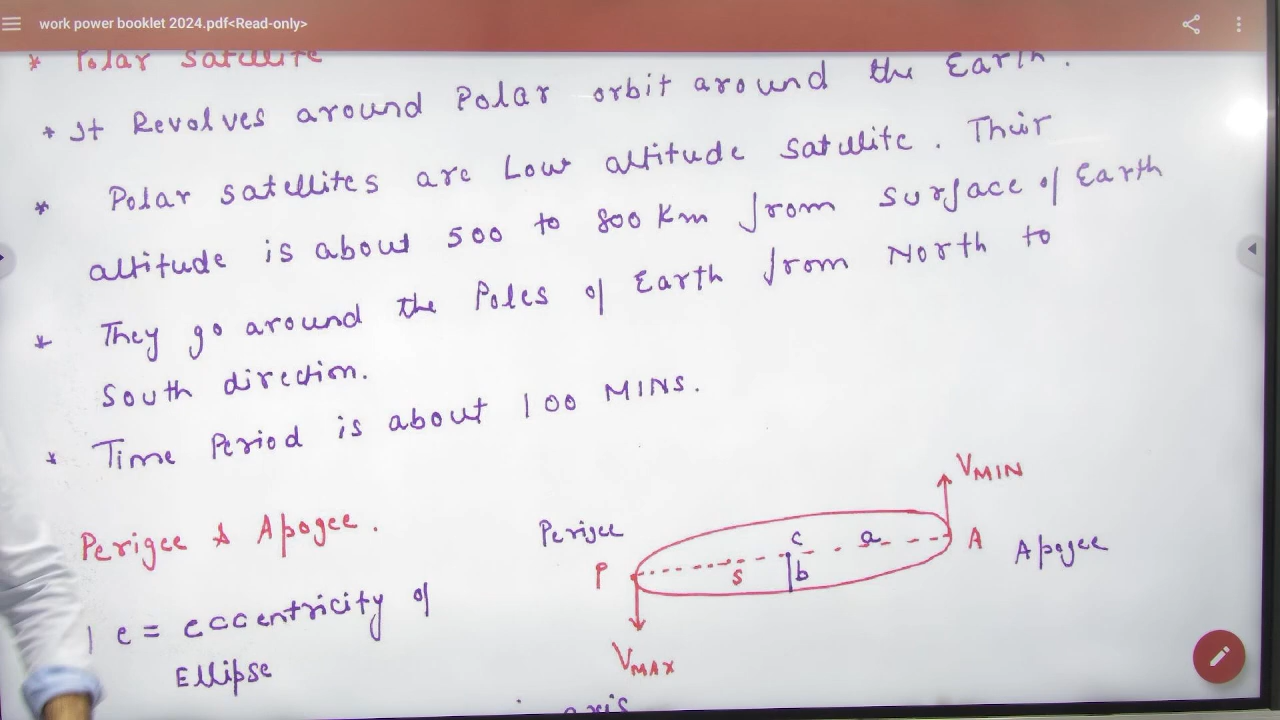 work power booklet 2024.pdf<Read-only>
* Polar satellite
* It Revolves around Polar orbit around the Earth.
* Polar satellites are Low altitude satellite. Their
altitude is about 500 to 800 Km from surface of Earth
* They go around the Poles of Earth from North to
South direction.
* Time Period is about 100 MINS.
Perigee & Apogee.
e = eccentricity of
Ellipse
VMIN
Perigee
C
a
A
Apogee
P
S
b
VMAX
axis